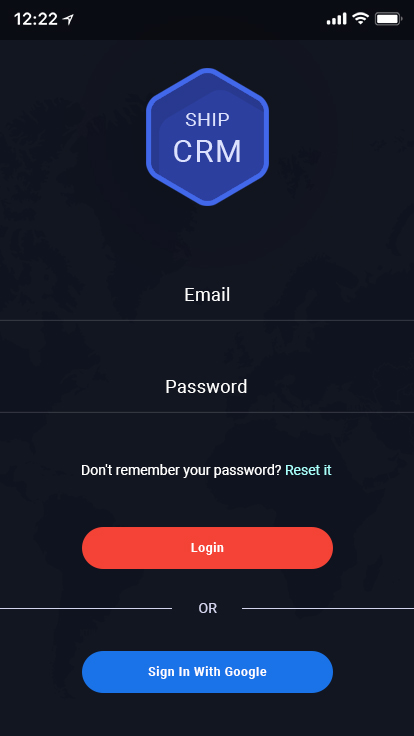 12:22
SHIP
CRM
Email
Password
Don't remember your password? Reset it
Login
OR
Sign In With Google